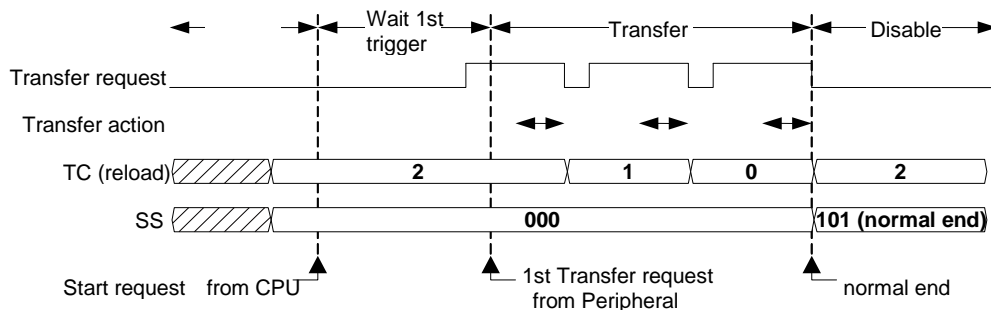 Wait 1st
trigger
Transfer
Disable
Transfer request
Transfer action
TC (reload)
2
1
0
2
SS
000
101 (normal end)
Start request from CPU
1st Transfer request
from Peripheral
normal end